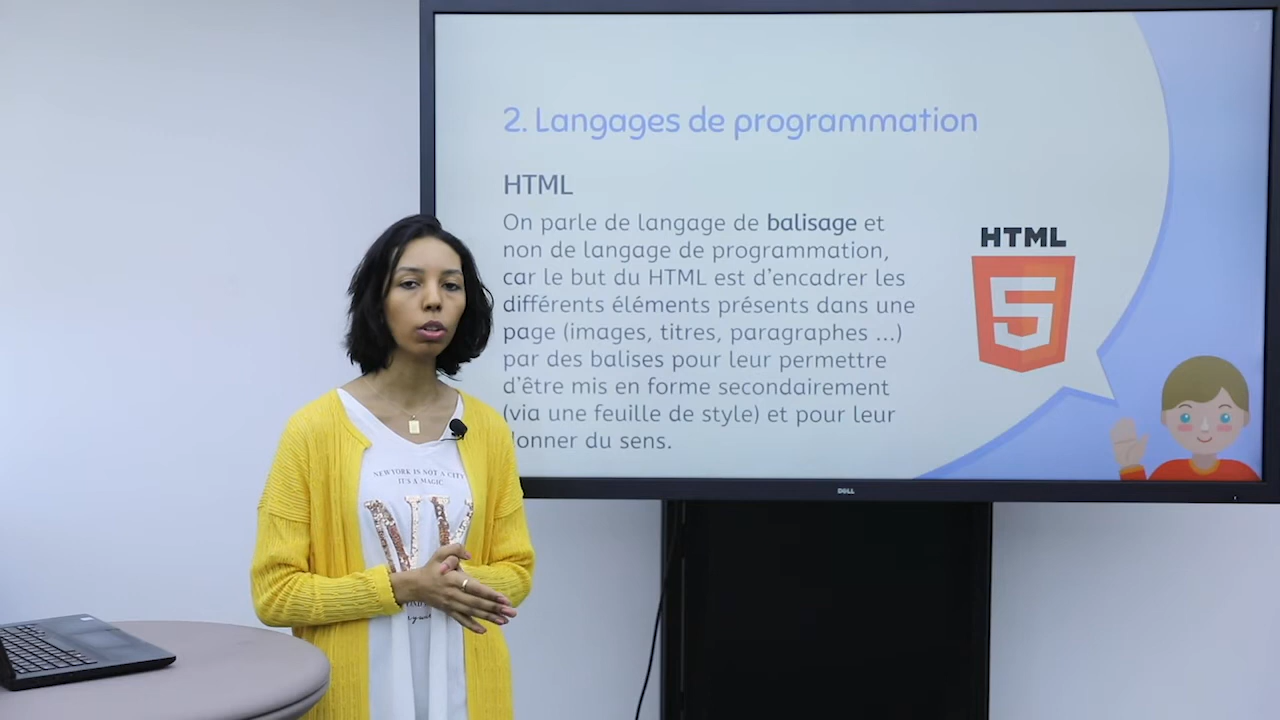 2. Langages de programmation
HTML
On parle de langage de balisage et
non de langage de programmation,
car le but du HTML est d'encadrer les
différents éléments présents dans une
page (images, titres, paragraphes ...)
par des balises pour leur permettre
d'être mis en forme secondairement
(via une feuille de style) et pour leur
donner du sens.
HTML
5
DELL
NEWYORK IS NOT A CITY
IT'S A MAGIC
NY